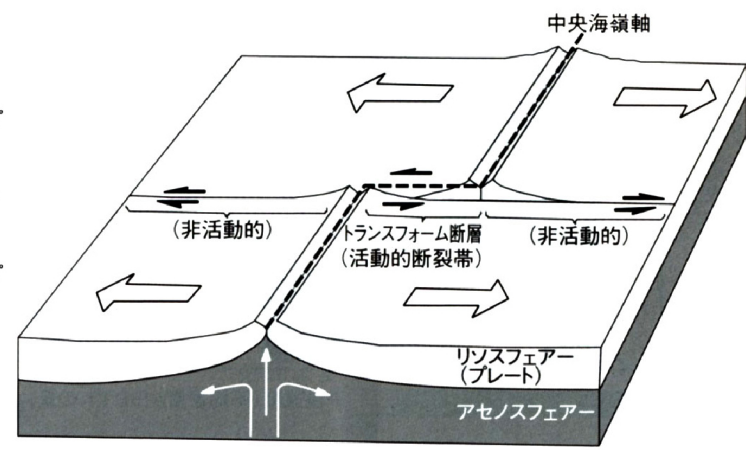 中央海嶺軸
(非活動的)
トランスフォーム断層
(活動的断裂帯)
(非活動的)
リソスフェアー
(プレート)
アセノスフェアー